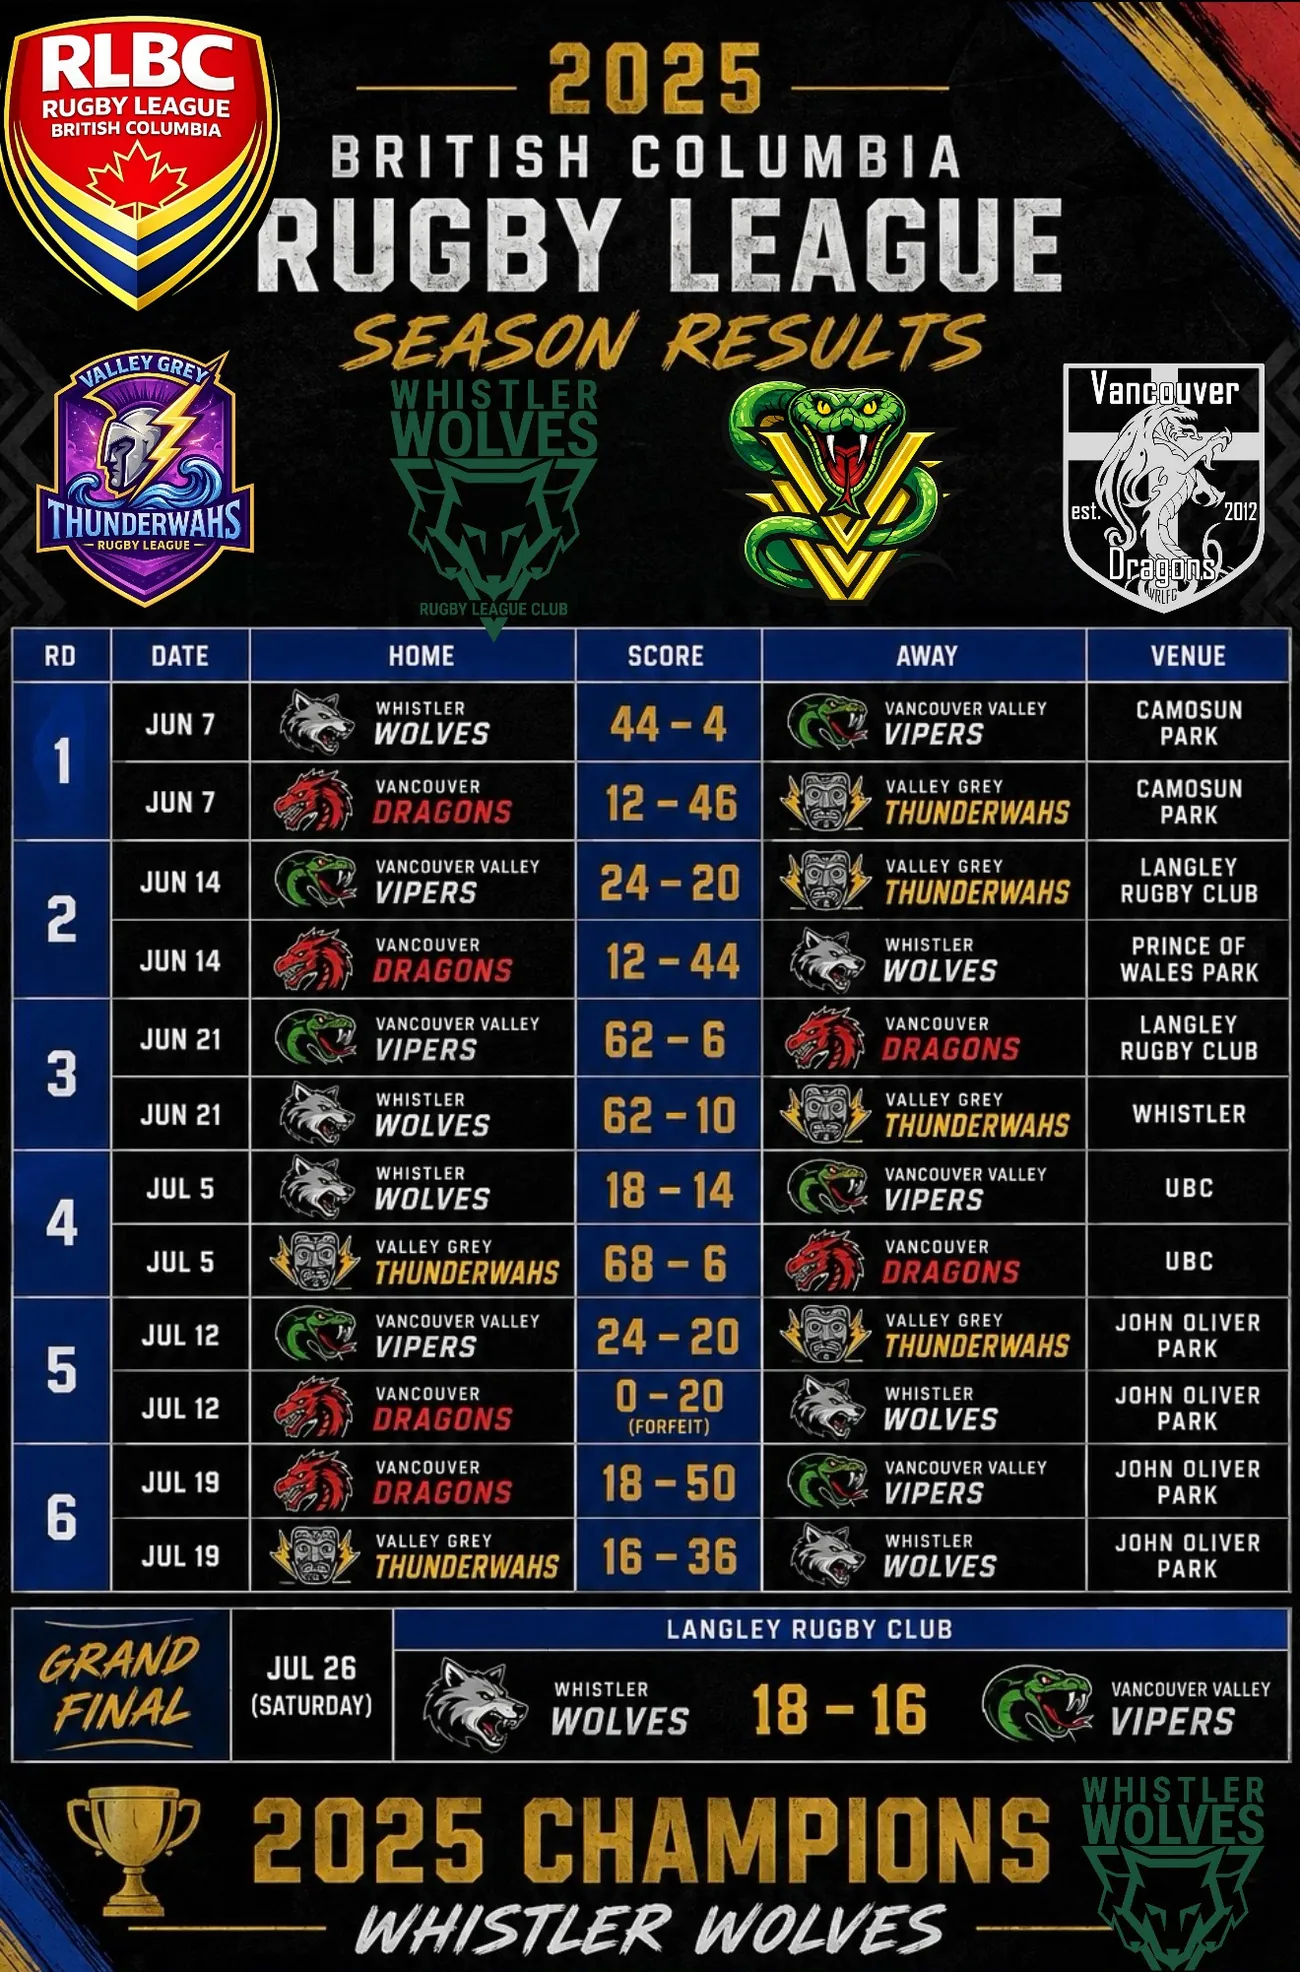 RLBC
RUGBY LEAGUE
BRITISH COLUMBIA
2025
BRITISH COLUMBIA
RUGBY LEAGUE
SEASON RESULTS
VALLEY GREY
THUNDERWAHS
RUGBY LEAGUE
WHISTLER
WOLVES
RUGBY LEAGUE CLUB
Vancouver
est. 2012
Dragons
VRLFC
RD DATE HOME SCORE AWAY VENUE
1
JUN 7 WHISTLER WOLVES 44 – 4 VANCOUVER VALLEY VIPERS CAMOSUN PARK
JUN 7 VANCOUVER DRAGONS 12 – 46 VALLEY GREY THUNDERWAHS CAMOSUN PARK
2
JUN 14 VANCOUVER VALLEY VIPERS 24 – 20 VALLEY GREY THUNDERWAHS LANGLEY RUGBY CLUB
JUN 14 VANCOUVER DRAGONS 12 – 44 WHISTLER WOLVES PRINCE OF WALES PARK
3
JUN 21 VANCOUVER VALLEY VIPERS 62 – 6 VANCOUVER DRAGONS LANGLEY RUGBY CLUB
JUN 21 WHISTLER WOLVES 62 – 10 VALLEY GREY THUNDERWAHS WHISTLER
4
JUL 5 WHISTLER WOLVES 18 – 14 VANCOUVER VALLEY VIPERS UBC
JUL 5 VALLEY GREY THUNDERWAHS 68 – 6 VANCOUVER DRAGONS UBC
5
JUL 12 VANCOUVER VALLEY VIPERS 24 – 20 VALLEY GREY THUNDERWAHS JOHN OLIVER PARK
JUL 12 VANCOUVER DRAGONS 0 – 20 (FORFEIT) WHISTLER WOLVES JOHN OLIVER PARK
6
JUL 19 VANCOUVER DRAGONS 18 – 50 VANCOUVER VALLEY VIPERS JOHN OLIVER PARK
JUL 19 VALLEY GREY THUNDERWAHS 16 – 36 WHISTLER WOLVES JOHN OLIVER PARK
GRAND
FINAL
JUL 26
(SATURDAY)
LANGLEY RUGBY CLUB
WHISTLER WOLVES 18 – 16 VANCOUVER VALLEY VIPERS
2025 CHAMPIONS
WHISTLER WOLVES
WHISTLER
WOLVES